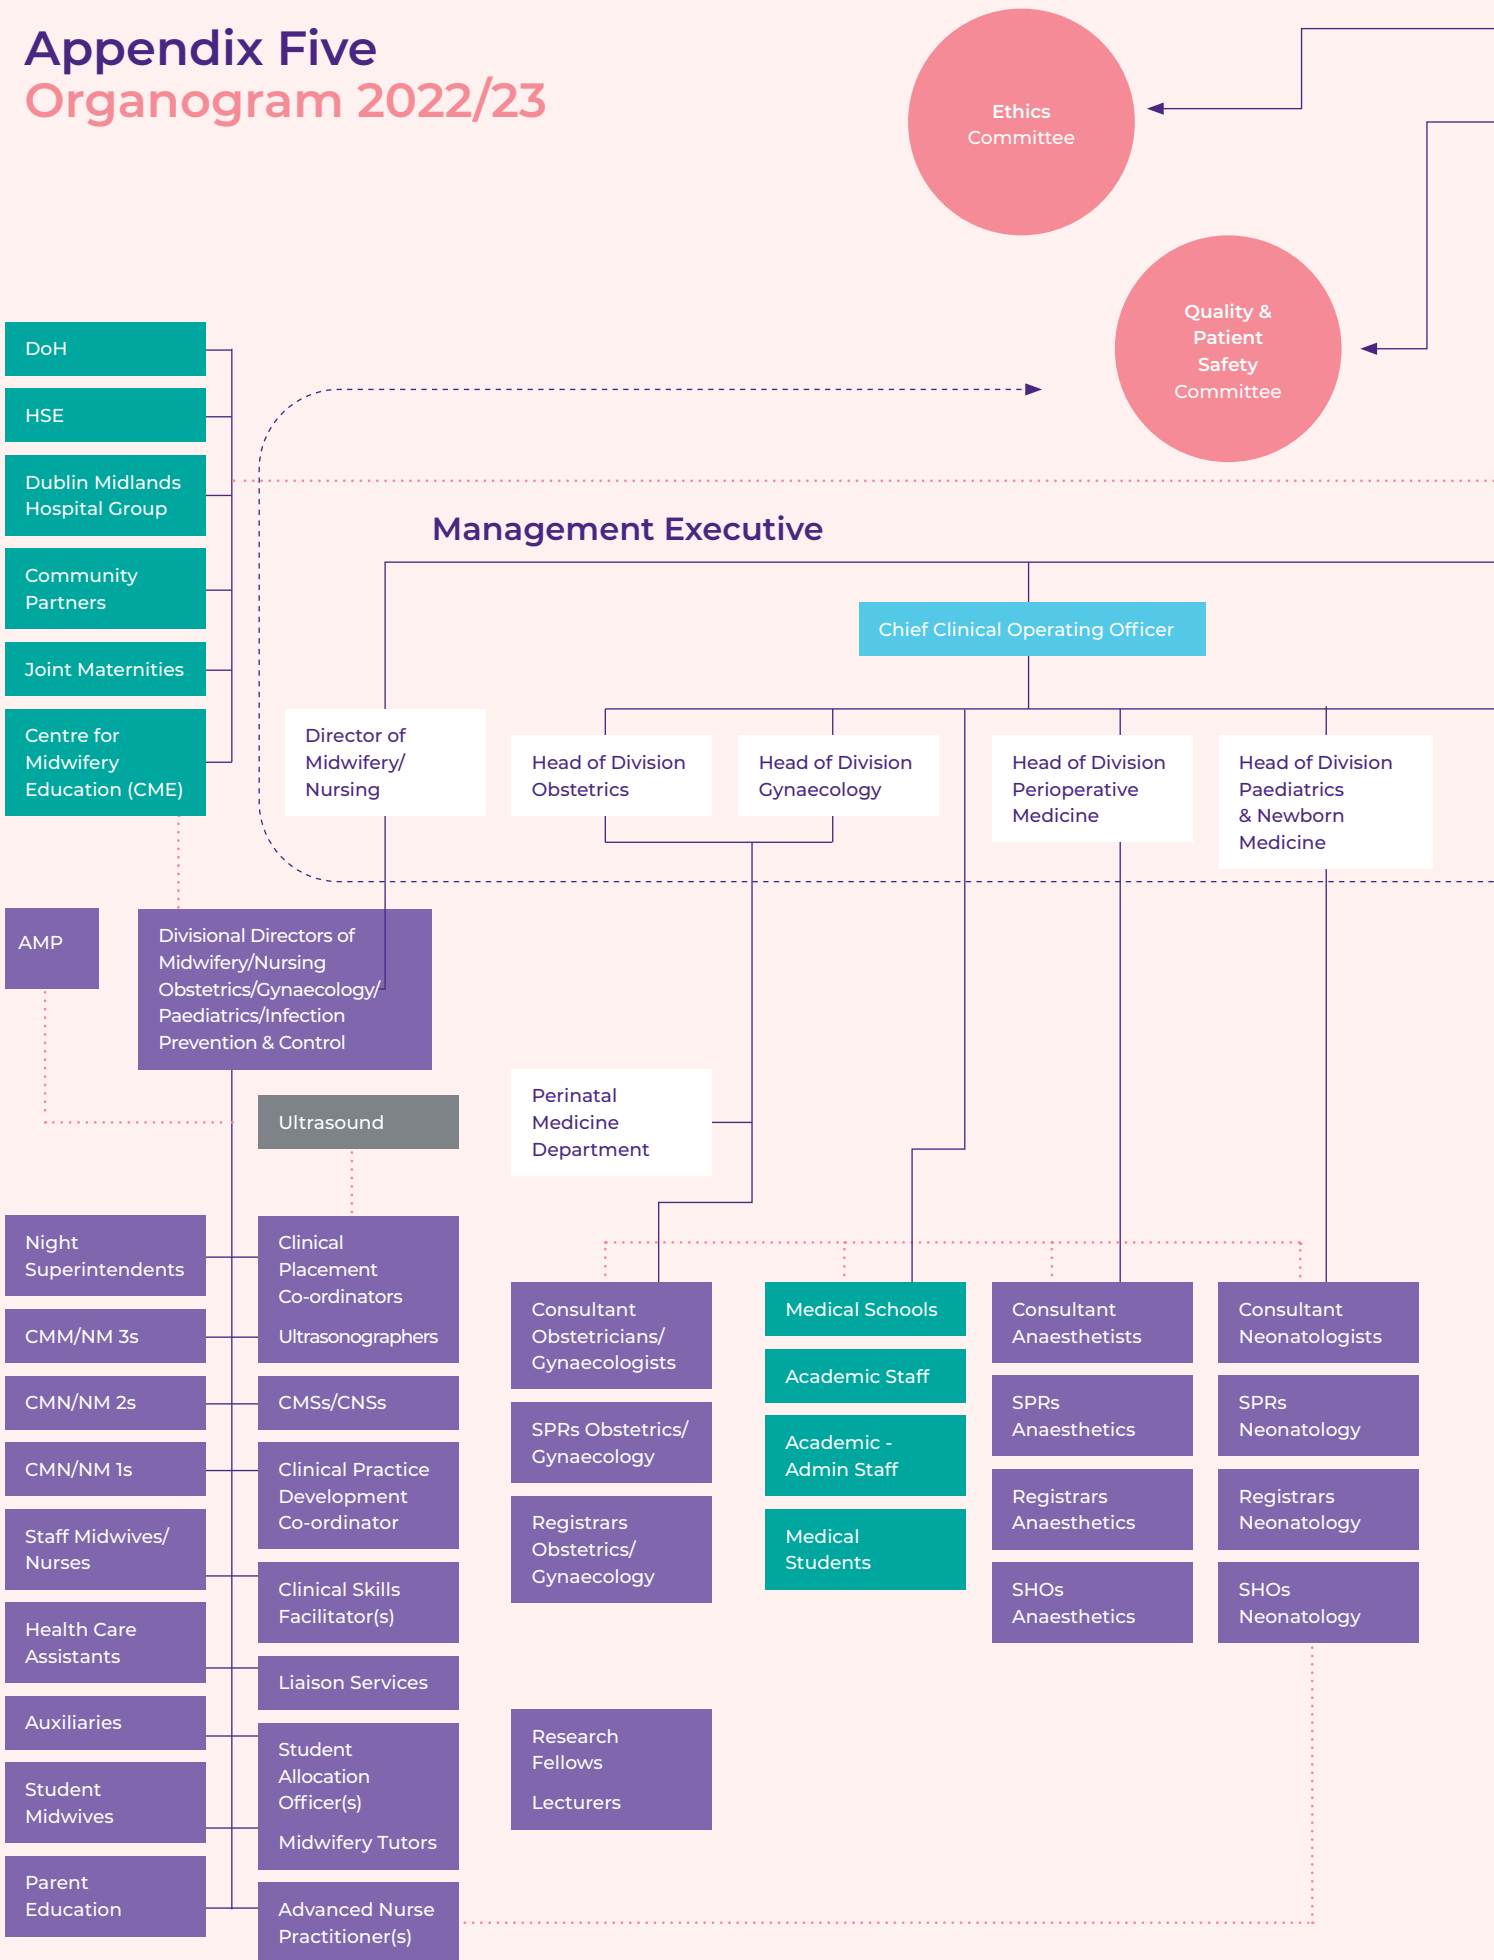 Appendix Five
Organogram 2022/23
Ethics
Committee
Quality &
Patient
Safety
Committee
DoH
HSE
Dublin Midlands
Hospital Group
Community
Partners
Joint Maternities
Centre for
Midwifery
Education (CME)
Management Executive
Chief Clinical Operating Officer
Director of
Midwifery/
Nursing
Head of Division
Obstetrics
Head of Division
Gynaecology
Head of Division
Perioperative
Medicine
Head of Division
Paediatrics
& Newborn
Medicine
AMP
Divisional Directors of
Midwifery/Nursing
Obstetrics/Gynaecology/
Paediatrics/Infection
Prevention & Control
Ultrasound
Perinatal
Medicine
Department
Night
Superintendents
CMM/NM 3s
CMN/NM 2s
CMN/NM 1s
Staff Midwives/
Nurses
Health Care
Assistants
Auxiliaries
Student
Midwives
Parent
Education
Clinical
Placement
Co-ordinators
Ultrasonographers
CMSs/CNSs
Clinical Practice
Development
Co-ordinator
Clinical Skills
Facilitator(s)
Liaison Services
Student
Allocation
Officer(s)
Midwifery Tutors
Advanced Nurse
Practitioner(s)
Consultant
Obstetricians/
Gynaecologists
SPRs Obstetrics/
Gynaecology
Registrars
Obstetrics/
Gynaecology
Research
Fellows
Lecturers
Medical Schools
Academic Staff
Academic -
Admin Staff
Medical
Students
Consultant
Anaesthetists
SPRs
Anaesthetics
Registrars
Anaesthetics
SHOs
Anaesthetics
Consultant
Neonatologists
SPRs
Neonatology
Registrars
Neonatology
SHOs
Neonatology